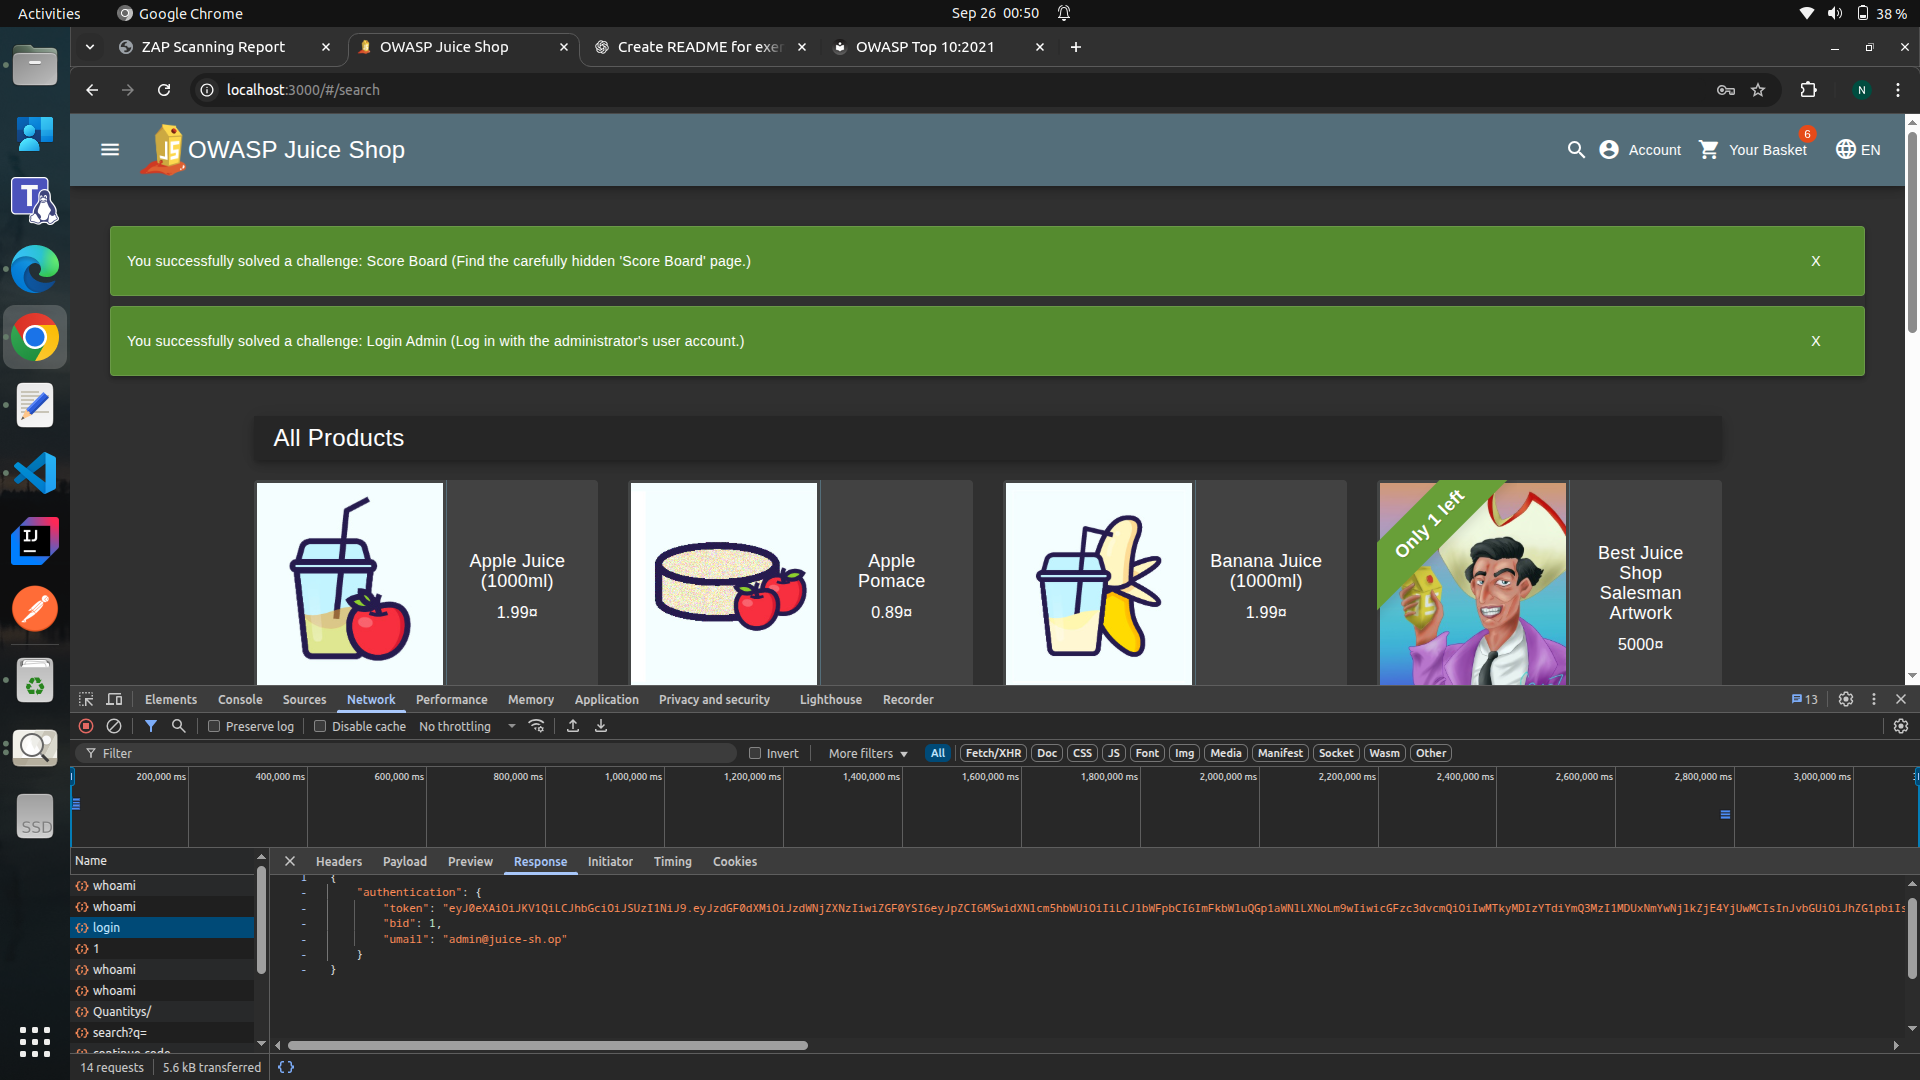 Activities
Google Chrome
Sep 26 00:50
38 %
ZAP Scanning Report
OWASP Juice Shop
Create README for exer
OWASP Top 10:2021
localhost:3000/#/search
N
OWASP Juice Shop
Account
Your Basket
6
EN
You successfully solved a challenge: Score Board (Find the carefully hidden 'Score Board' page.)
X
You successfully solved a challenge: Login Admin (Log in with the administrator's user account.)
X
All Products
Apple Juice
(1000ml)
1.99¤
Apple
Pomace
0.89¤
Banana Juice
(1000ml)
1.99¤
Only 1 left
Best Juice
Shop
Salesman
Artwork
5000¤
Elements Console Sources Network Performance Memory Application Privacy and security Lighthouse Recorder
13
Preserve log Disable cache No throttling
Filter Invert More filters All Fetch/XHR Doc CSS JS Font Img Media Manifest Socket Wasm Other
200,000 ms 400,000 ms 600,000 ms 800,000 ms 1,000,000 ms 1,200,000 ms 1,400,000 ms 1,600,000 ms 1,800,000 ms 2,000,000 ms 2,200,000 ms 2,400,000 ms 2,600,000 ms 2,800,000 ms 3,000,000 ms
Name
Headers Payload Preview Response Initiator Timing Cookies
whoami
whoami
login
1
whoami
whoami
Quantitys/
search?q=
1 {
- "authentication": {
- "token":
- "bid": 1,
- "umail": "admin@juice-sh.op"
- }
- }
14 requests 5.6 kB transferred
{ }
SSD